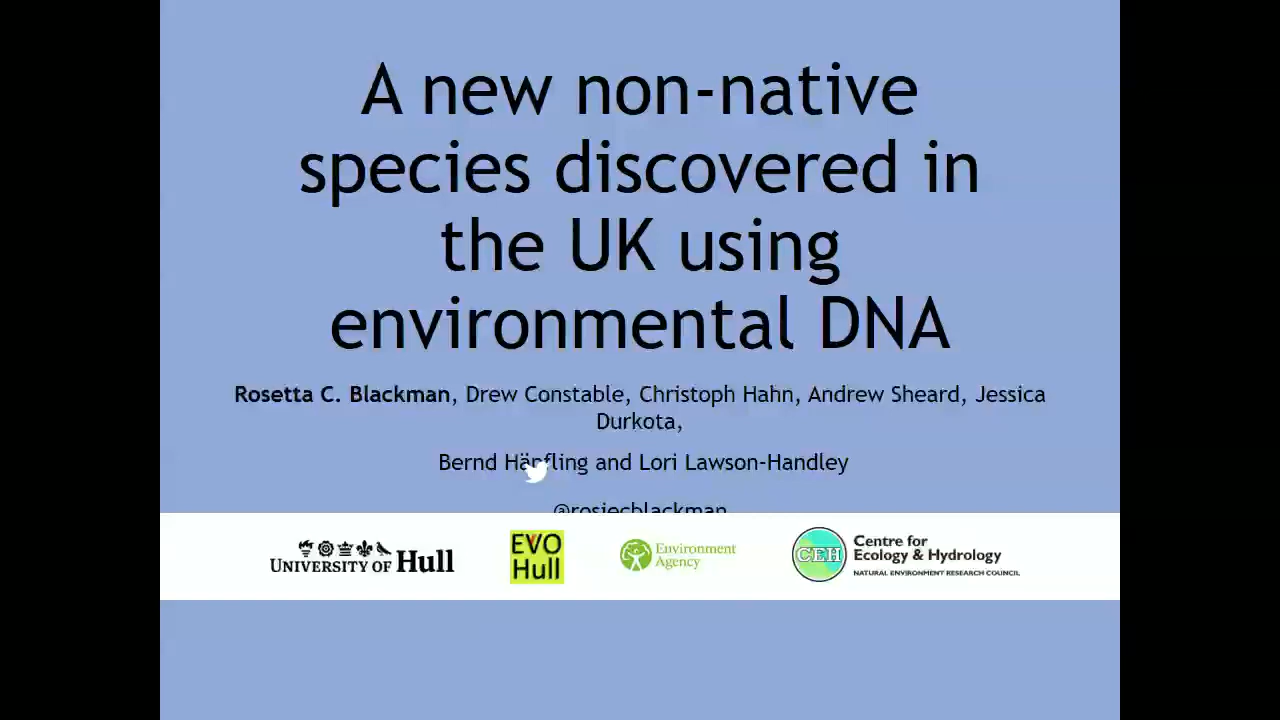 A new non-native
species discovered in
the UK using
environmental DNA
Rosetta C. Blackman, Drew Constable, Christoph Hahn, Andrew Sheard, Jessica
Durkota,
Bernd Hänfling and Lori Lawson-Handley
@rosiecblackman
UNIVERSITY OF Hull
EVO
Hull
Environment
Agency
CEH
Centre for
Ecology & Hydrology
NATURAL ENVIRONMENT RESEARCH COUNCIL